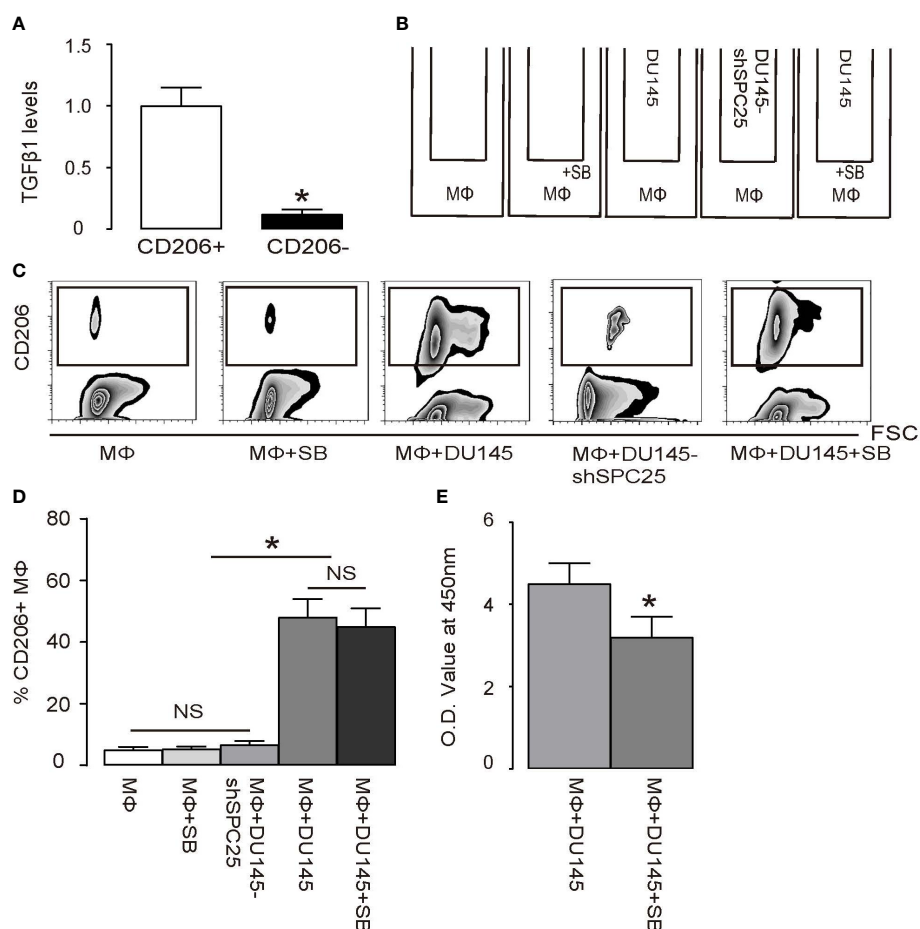 A
TGFβ1 levels
1.5
1.0
0.5
0
*
CD206+
CD206-
B
DU145
DU145-
shSPC25
DU145
+SB
+SB
MΦ
MΦ
MΦ
MΦ
MΦ
C
CD206
FSC
MΦ
MΦ+SB
MΦ+DU145
MΦ+DU145-
shSPC25
MΦ+DU145+SB
D
% CD206+ MΦ
80
60
40
20
0
*
NS
NS
MΦ
MΦ+SB
MΦ+DU145-
shSPC25
MΦ+DU145
MΦ+DU145+SB
E
O.D. Value at 450nm
6
4
2
0
*
MΦ+DU145
MΦ+DU145+SB